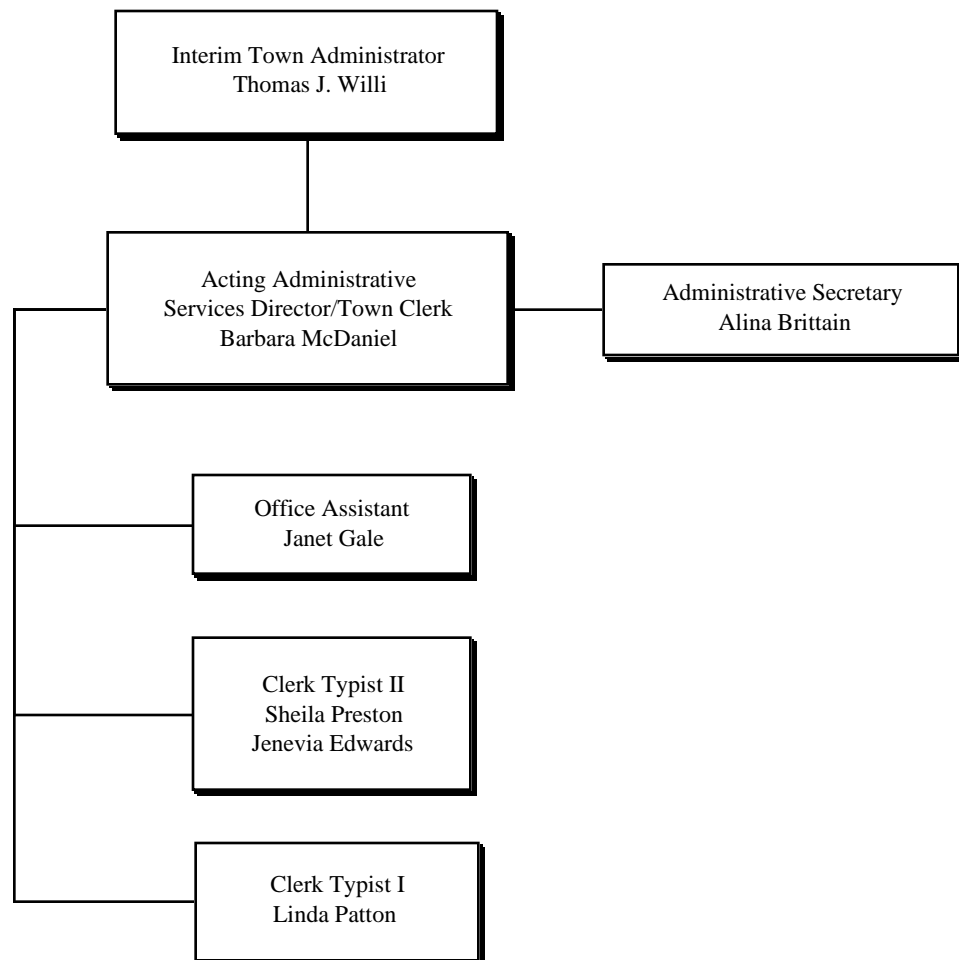 Interim Town Administrator
Thomas J. Willi
Acting Administrative
Services Director/Town Clerk
Barbara McDaniel
Administrative Secretary
Alina Brittain
Office Assistant
Janet Gale
Clerk Typist II
Sheila Preston
Jenevia Edwards
Clerk Typist I
Linda Patton